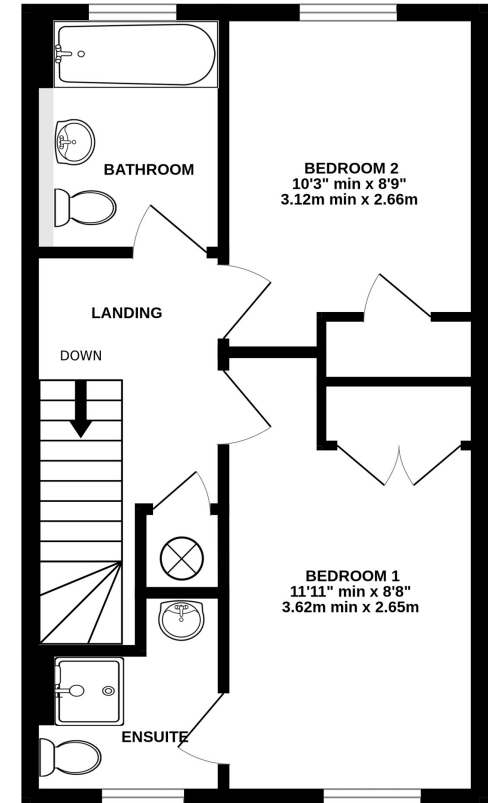 BATHROOM
BEDROOM 2
10'3" min x 8'9"
3.12m min x 2.66m
LANDING
DOWN
BEDROOM 1
11'11" min x 8'8"
3.62m min x 2.65m
ENSUITE